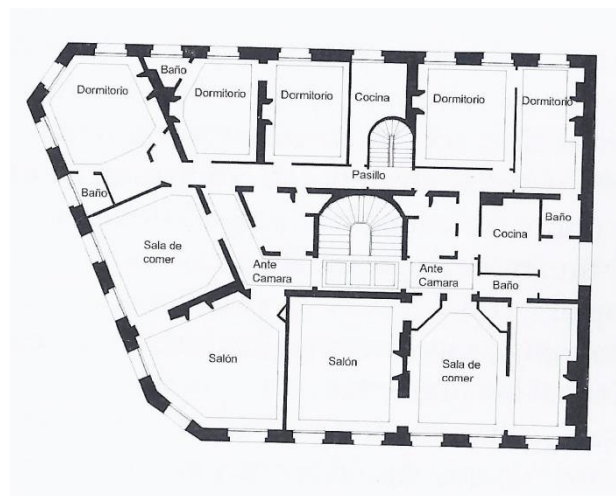 Baño
Dormitorio
Dormitorio
Dormitorio
Cocina
Dormitorio
Dormitorio
Pasillo
Baño
Baño
Cocina
Sala de
comer
Ante
Camara
Ante
Camara
Baño
Salón
Salón
Sala de
comer